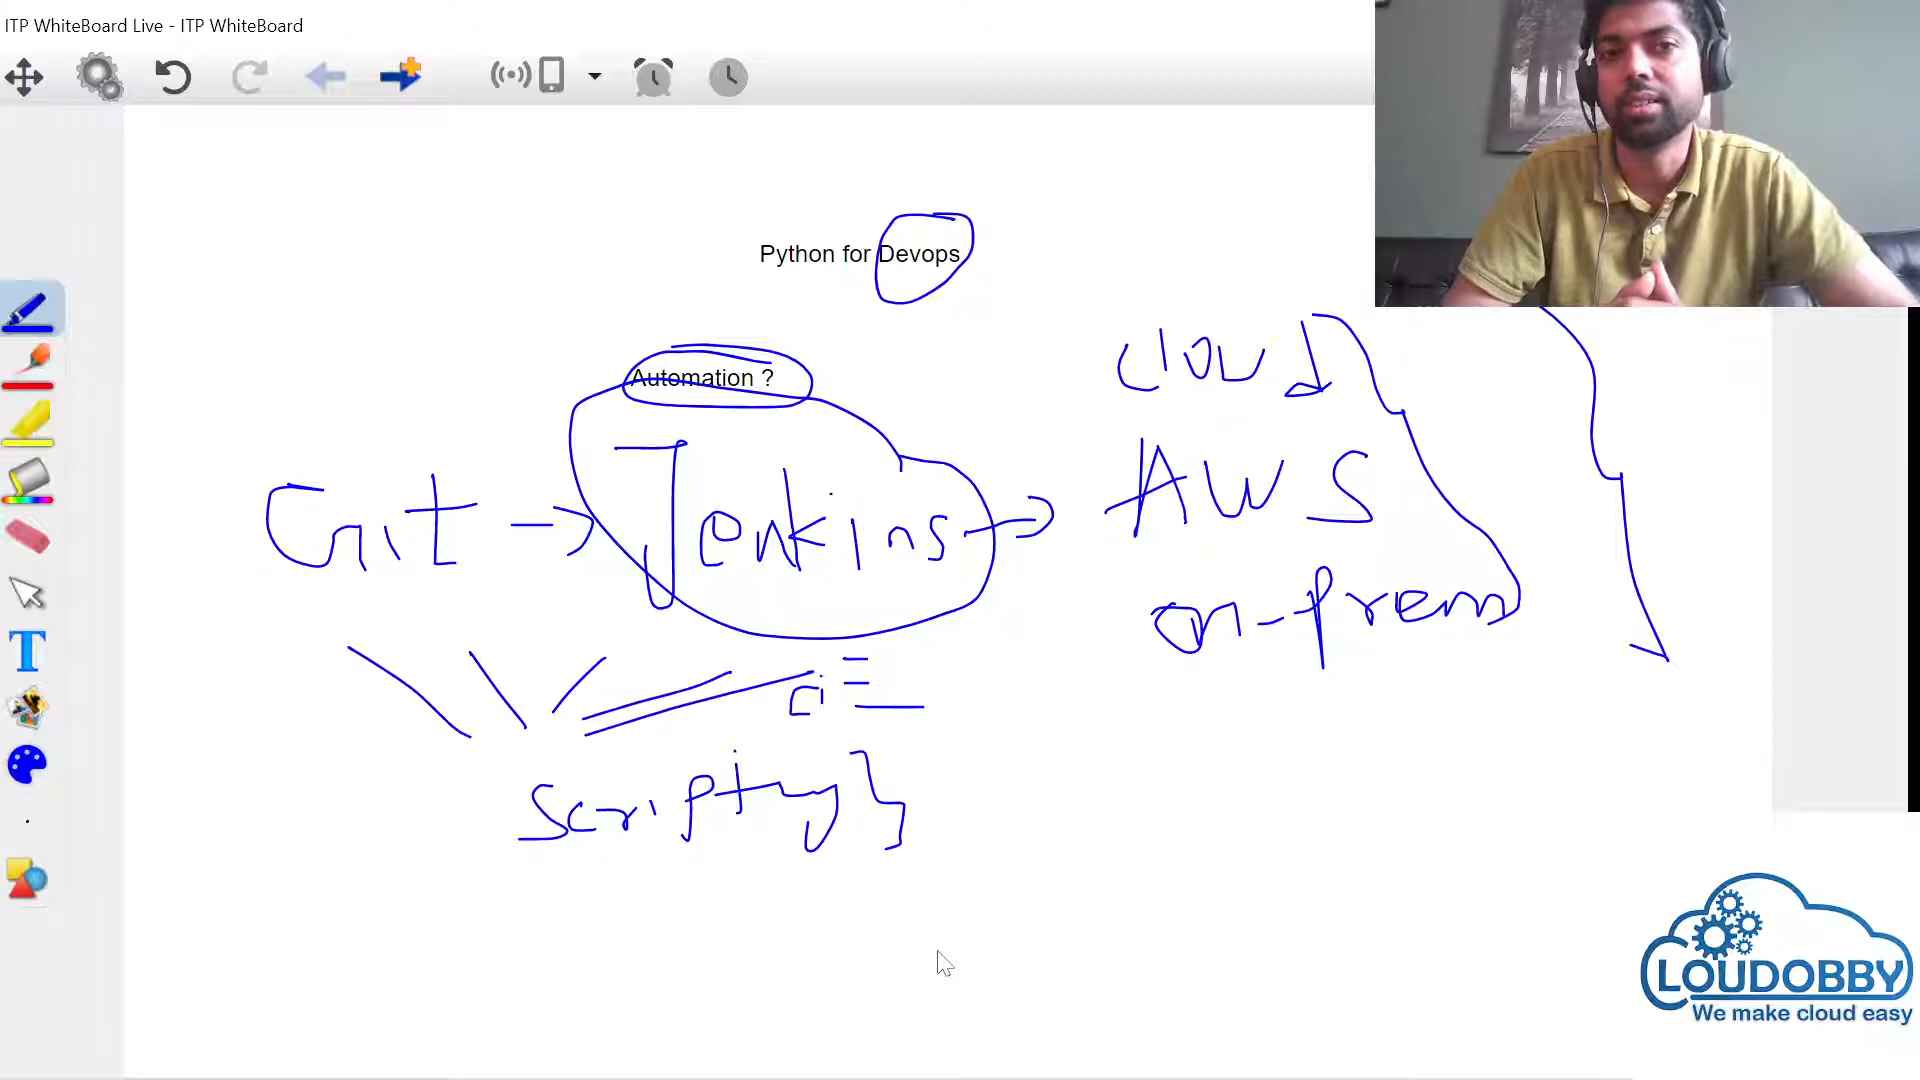 ITP WhiteBoard Live - ITP WhiteBoard
Python for Devops
Automation ?
Cloud
Git → Jenkins → AWS
on-prem
Ci
Scripting }
T
LOUDOBBY
We make cloud easy